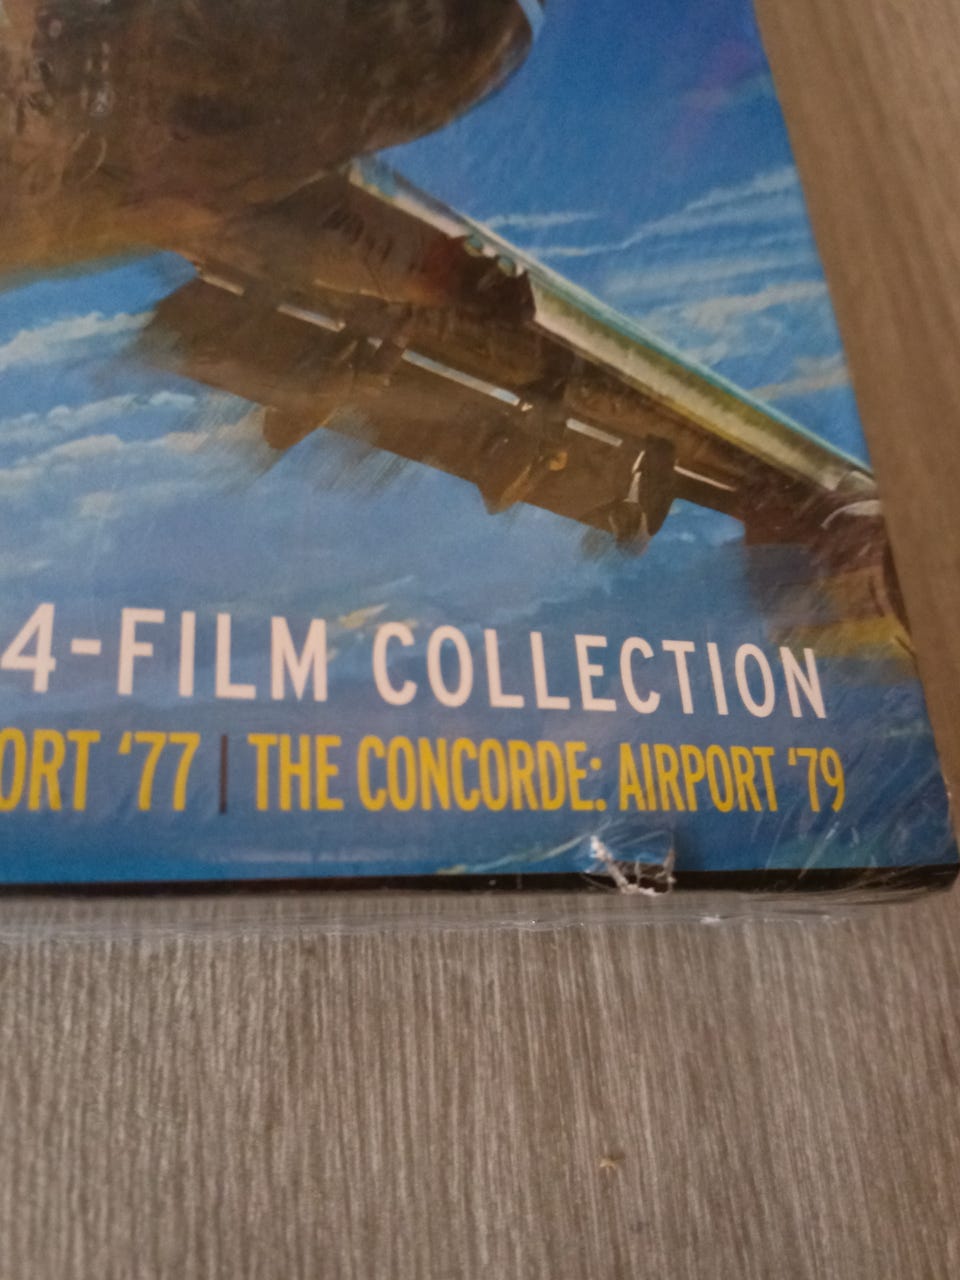 4-FILM COLLECTION
ORT ‘77 | THE CONCORDE: AIRPORT ‘79